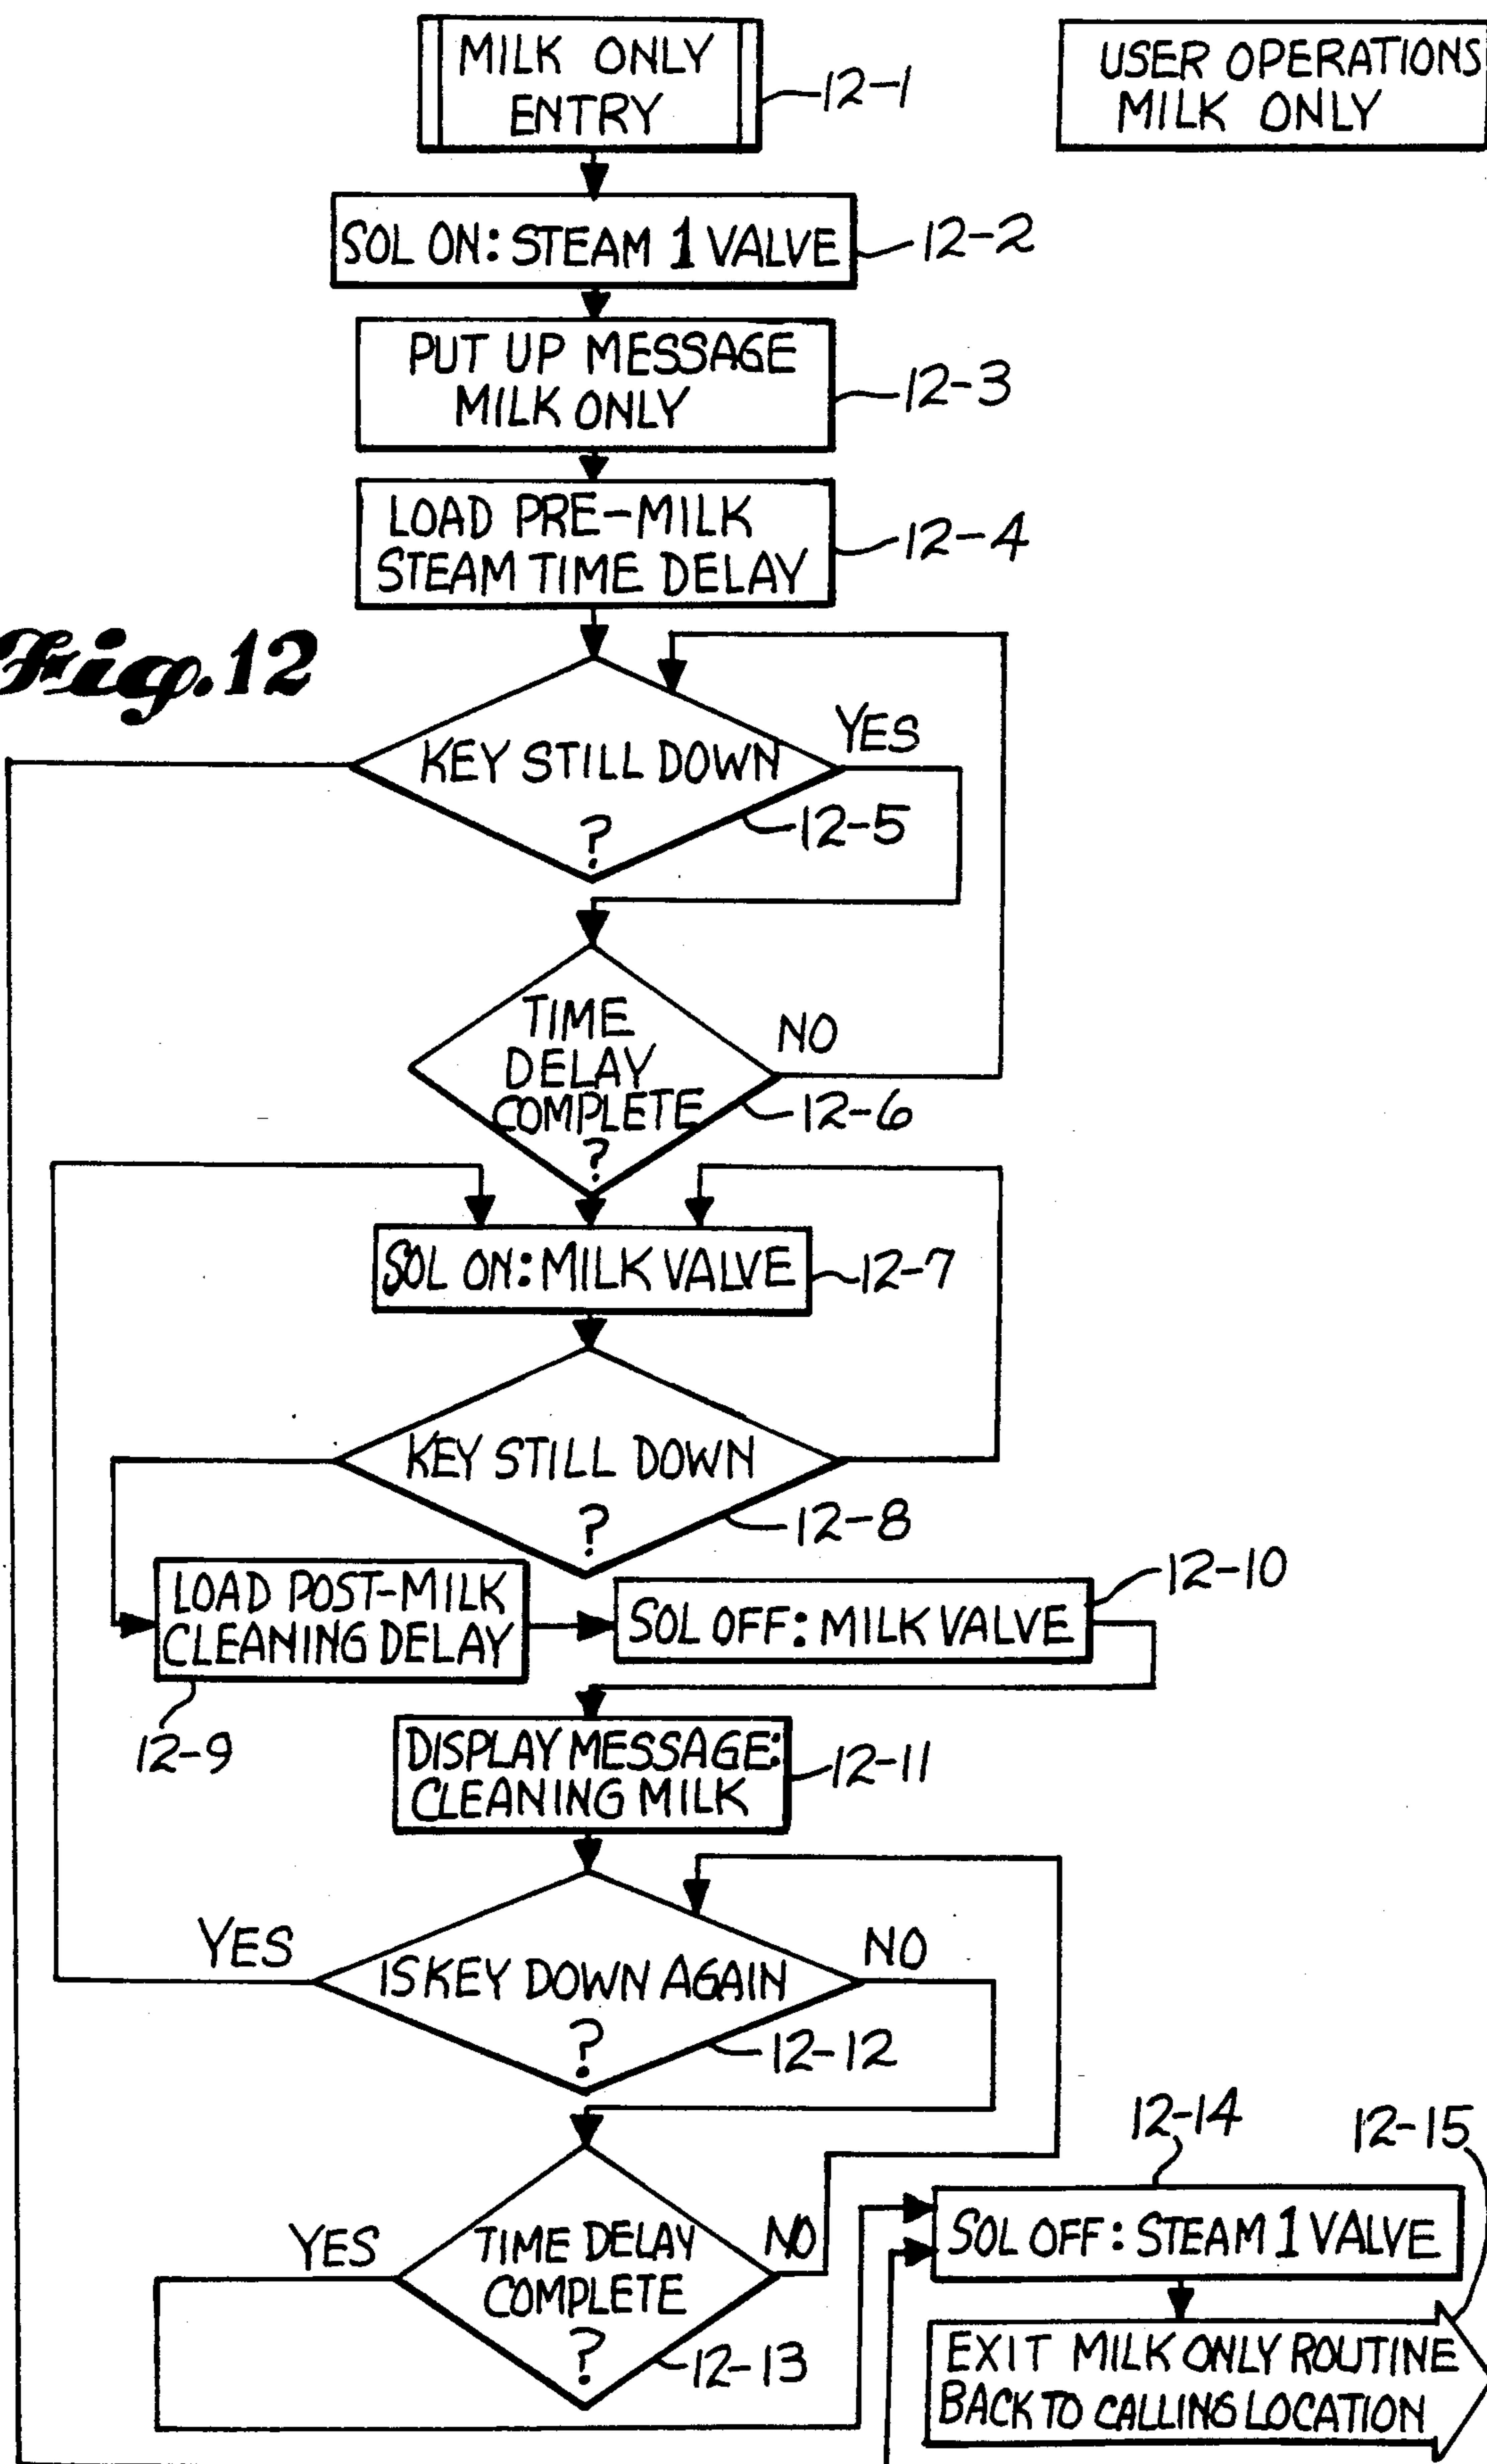 MILK ONLY
ENTRY
12-1
USER OPERATIONS
MILK ONLY
SOL ON: STEAM 1 VALVE
12-2
PUT UP MESSAGE
MILK ONLY
12-3
LOAD PRE-MILK
STEAM TIME DELAY
12-4
Fig. 12
KEY STILL DOWN
?
YES
12-5
TIME
DELAY
COMPLETE
?
NO
12-6
SOL ON: MILK VALVE
12-7
KEY STILL DOWN
?
12-8
LOAD POST-MILK
CLEANING DELAY
12-9
SOL OFF: MILK VALVE
12-10
DISPLAY MESSAGE:
CLEANING MILK
12-11
YES
IS KEY DOWN AGAIN
?
NO
12-12
YES
TIME DELAY
COMPLETE
?
NO
12-13
12-14
SOL OFF: STEAM 1 VALVE
12-15
EXIT MILK ONLY ROUTINE
BACK TO CALLING LOCATION